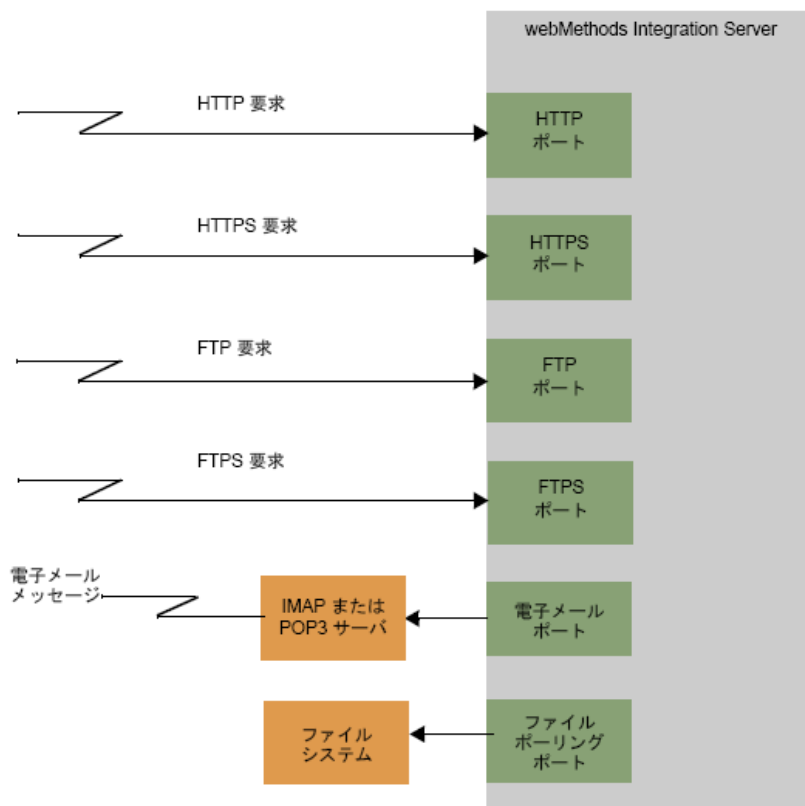 webMethods Integration Server
HTTP 要求
HTTP
ポート
HTTPS 要求
HTTPS
ポート
FTP 要求
FTP
ポート
FTPS 要求
FTPS
ポート
電子メール
メッセージ
IMAP または
POP3 サーバ
電子メール
ポート
ファイル
システム
ファイル
ポーリング
ポート